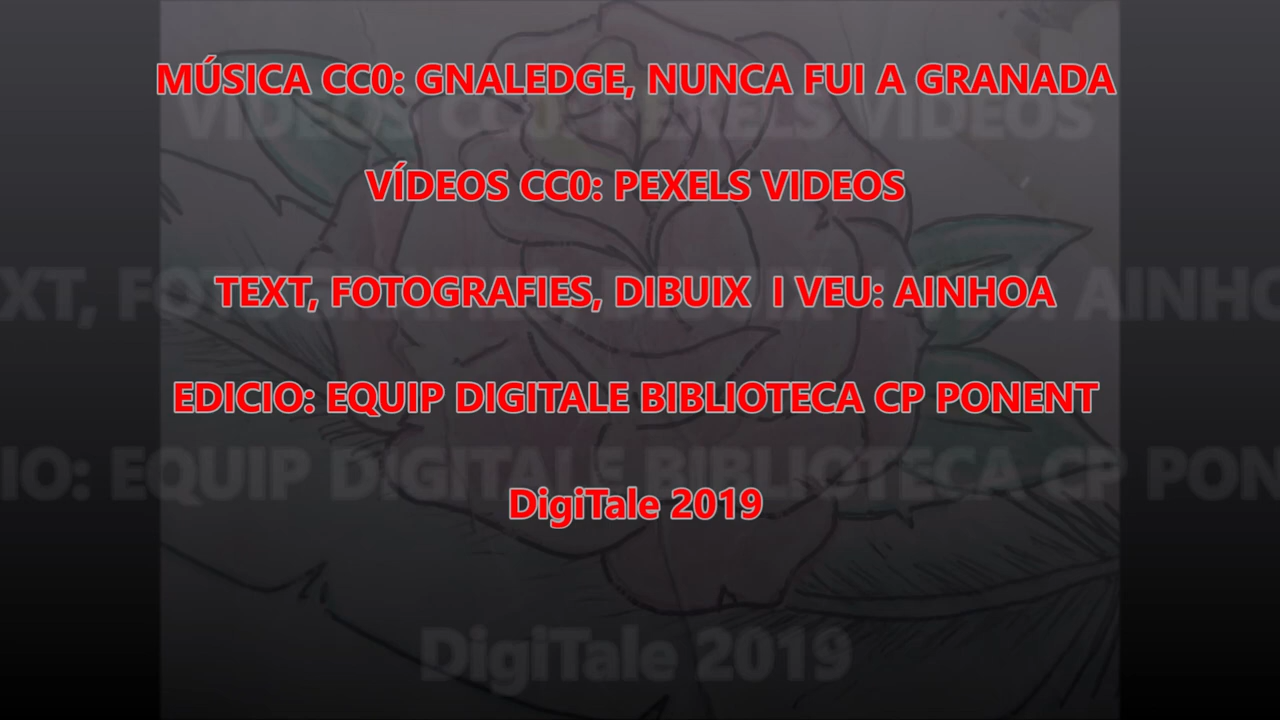 MÚSICA CC0: GNALEDGE, NUNCA FUI A GRANADA
VÍDEOS CC0: PEXELS VIDEOS
TEXT, FOTOGRAFIES, DIBUIX I VEU: AINHOA
EDICIO: EQUIP DIGITALE BIBLIOTECA CP PONENT
DigiTale 2019